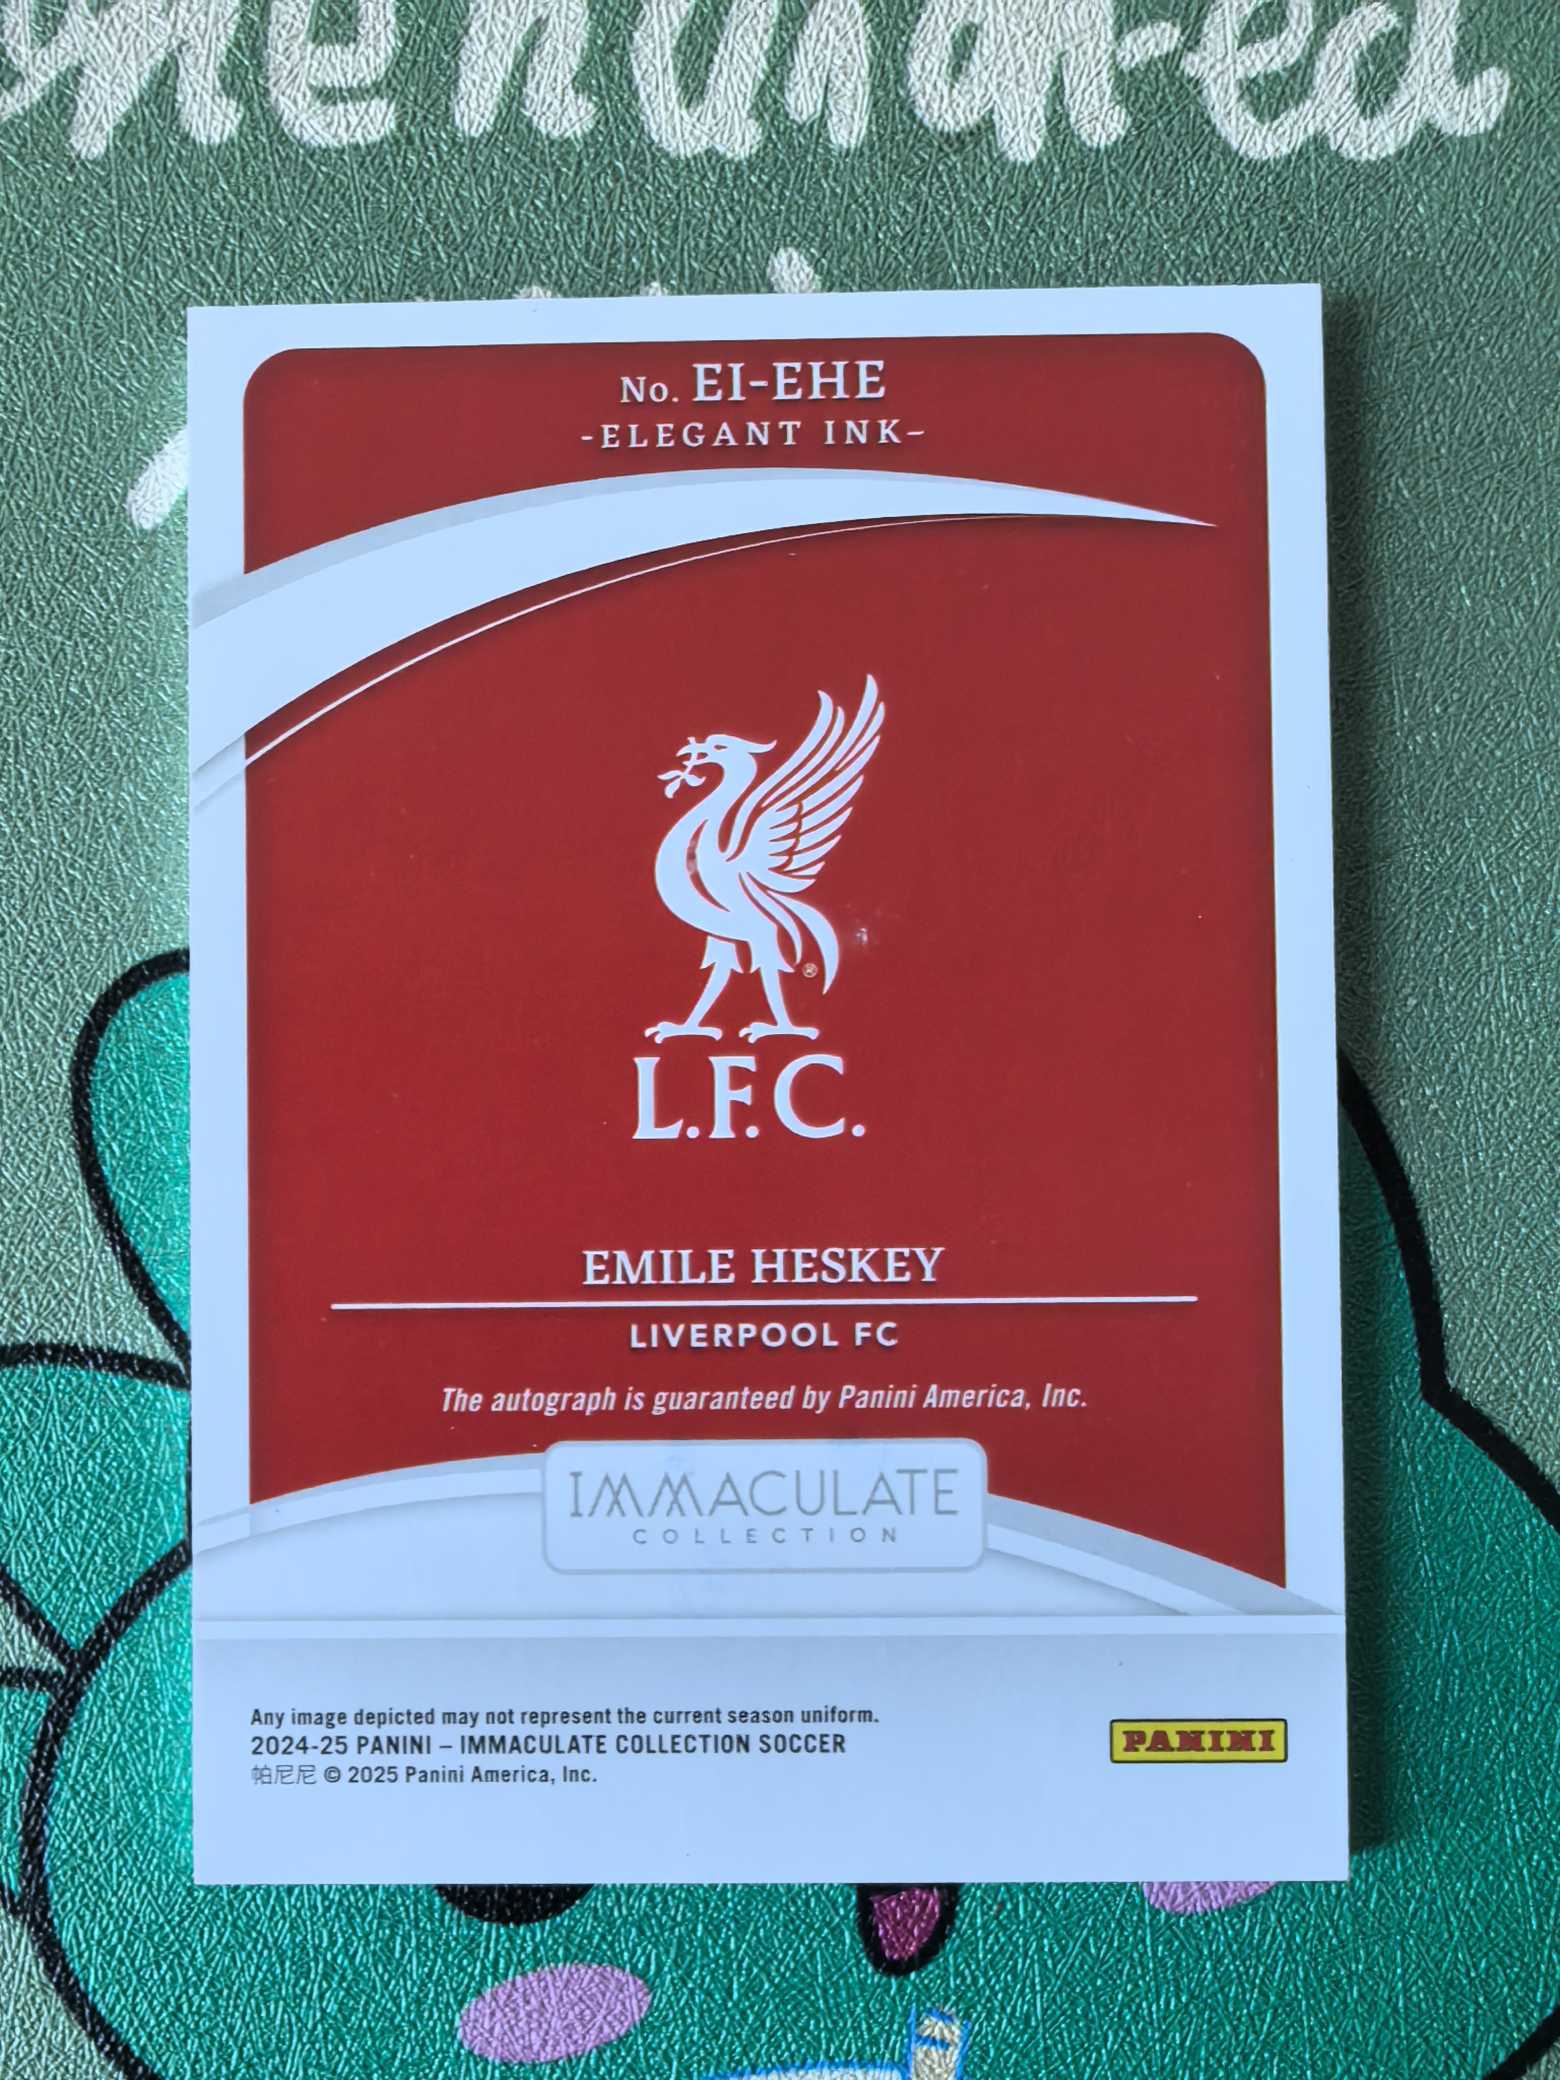 No. EI-EHE
-ELEGANT INK-
®
L.F.C.
EMILE HESKEY
LIVERPOOL FC
The autograph is guaranteed by Panini America, Inc.
IMMACULATE
COLLECTION
Any image depicted may not represent the current season uniform.
2024-25 PANINI – IMMACULATE COLLECTION SOCCER
帕尼尼 © 2025 Panini America, Inc.
PANINI